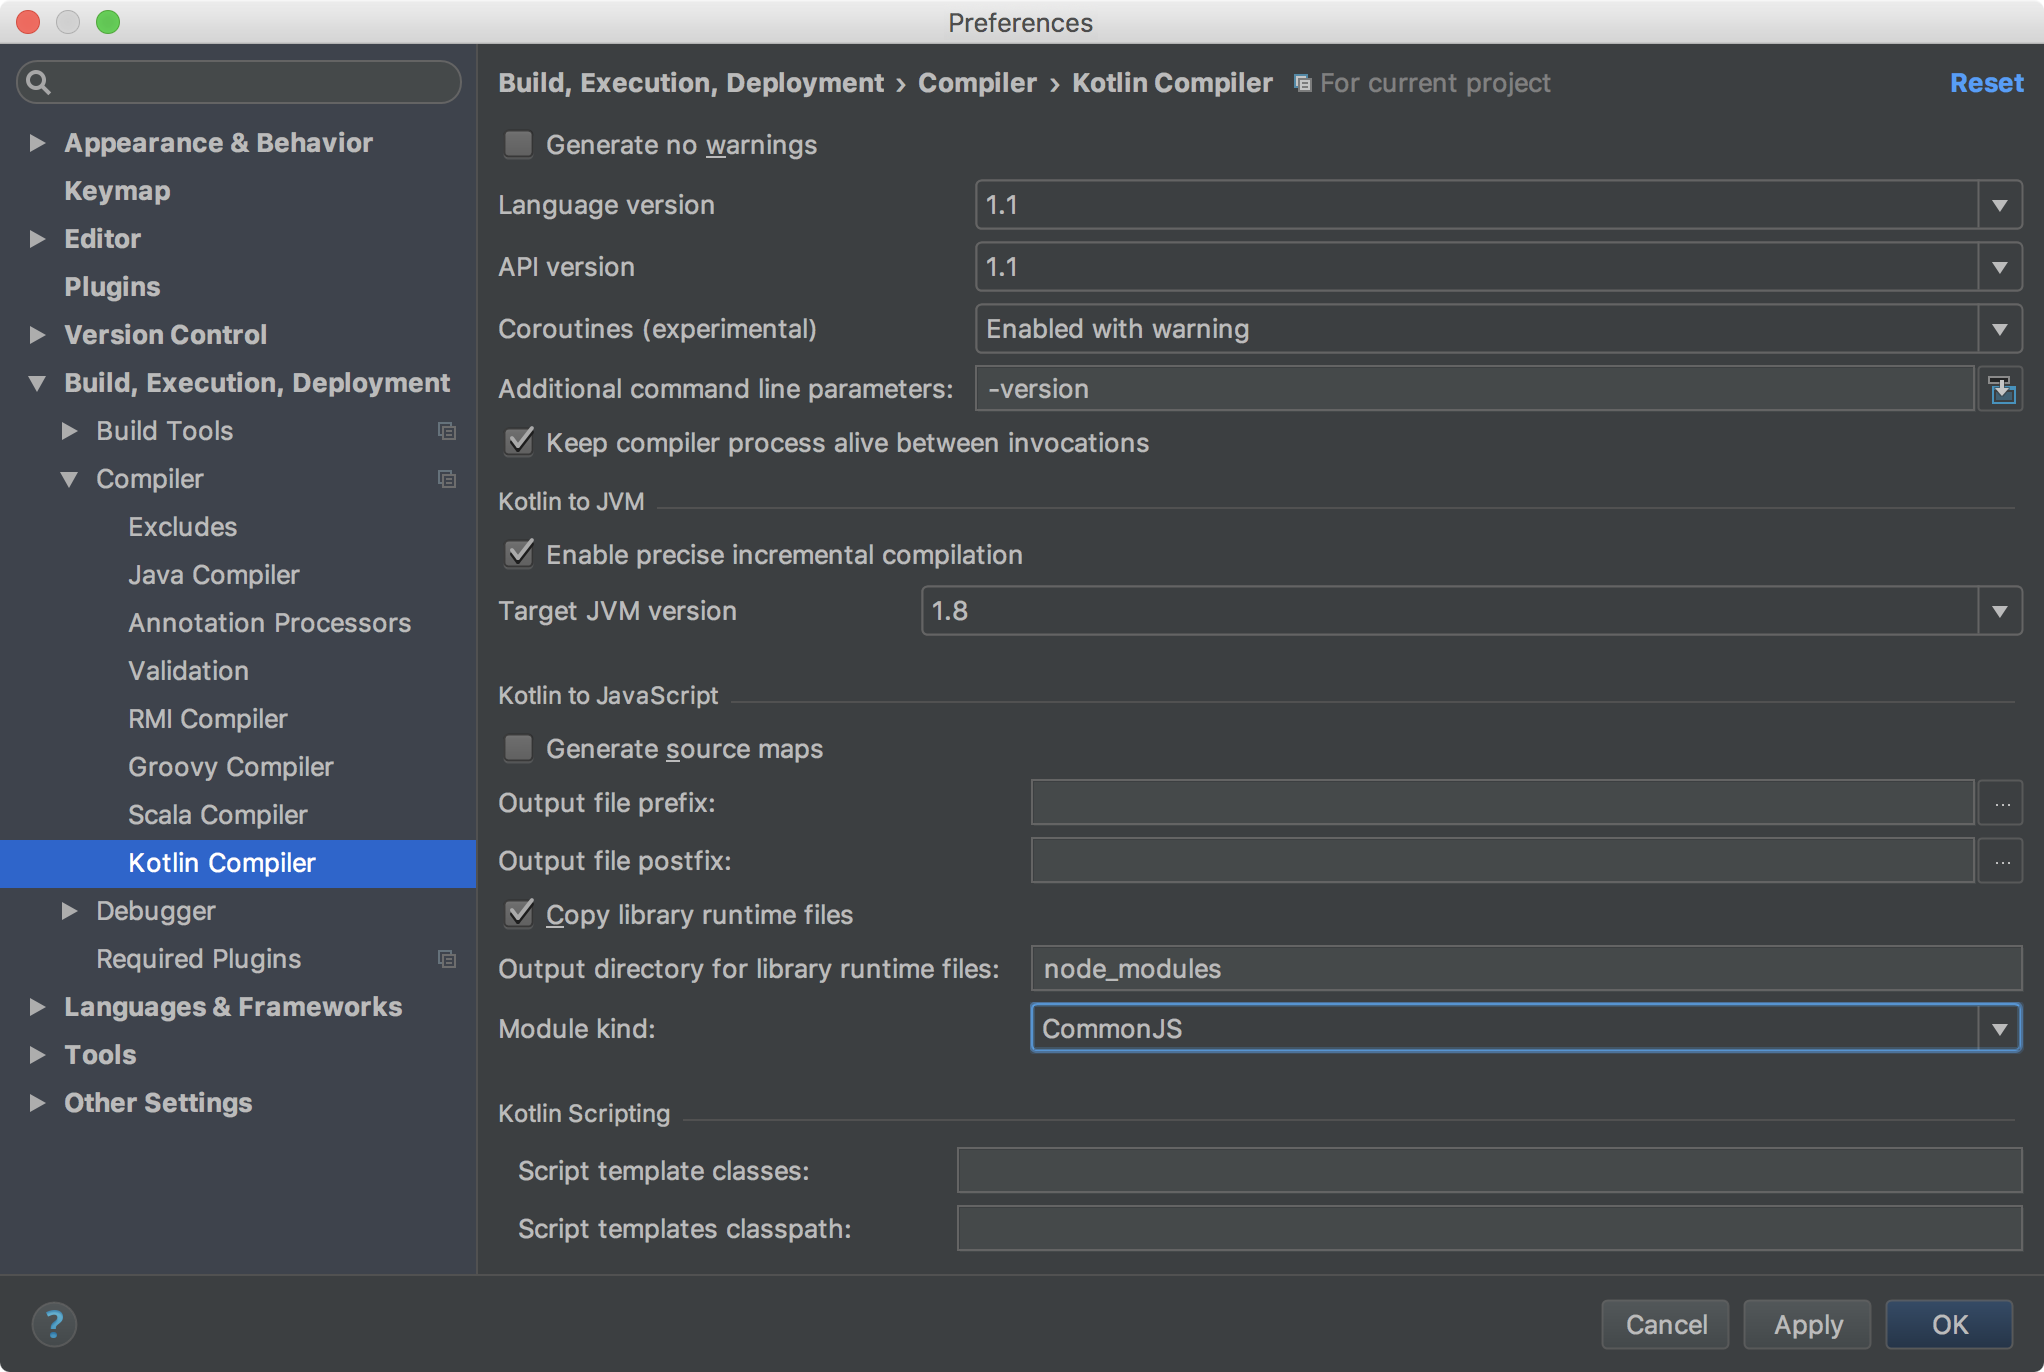 Preferences
Build, Execution, Deployment › Compiler › Kotlin Compiler For current project Reset
Appearance & Behavior
Keymap
Editor
Plugins
Version Control
Build, Execution, Deployment
Build Tools
Compiler
Excludes
Java Compiler
Annotation Processors
Validation
RMI Compiler
Groovy Compiler
Scala Compiler
Kotlin Compiler
Debugger
Required Plugins
Languages & Frameworks
Tools
Other Settings
Generate no warnings
Language version 1.1
API version 1.1
Coroutines (experimental) Enabled with warning
Additional command line parameters: -version
Keep compiler process alive between invocations
Kotlin to JVM
Enable precise incremental compilation
Target JVM version 1.8
Kotlin to JavaScript
Generate source maps
Output file prefix: ...
Output file postfix: ...
Copy library runtime files
Output directory for library runtime files: node_modules
Module kind: CommonJS
Kotlin Scripting
Script template classes:
Script templates classpath:
? Cancel Apply OK